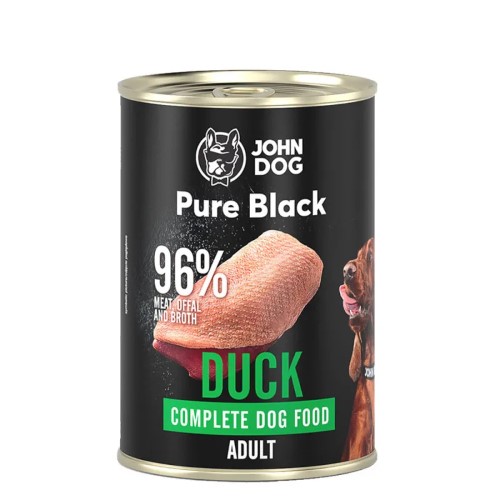 JOHN
DOG
Pure Black
96%
MEAT, OFFAL
AND BROTH
DUCK
COMPLETE DOG FOOD
ADULT